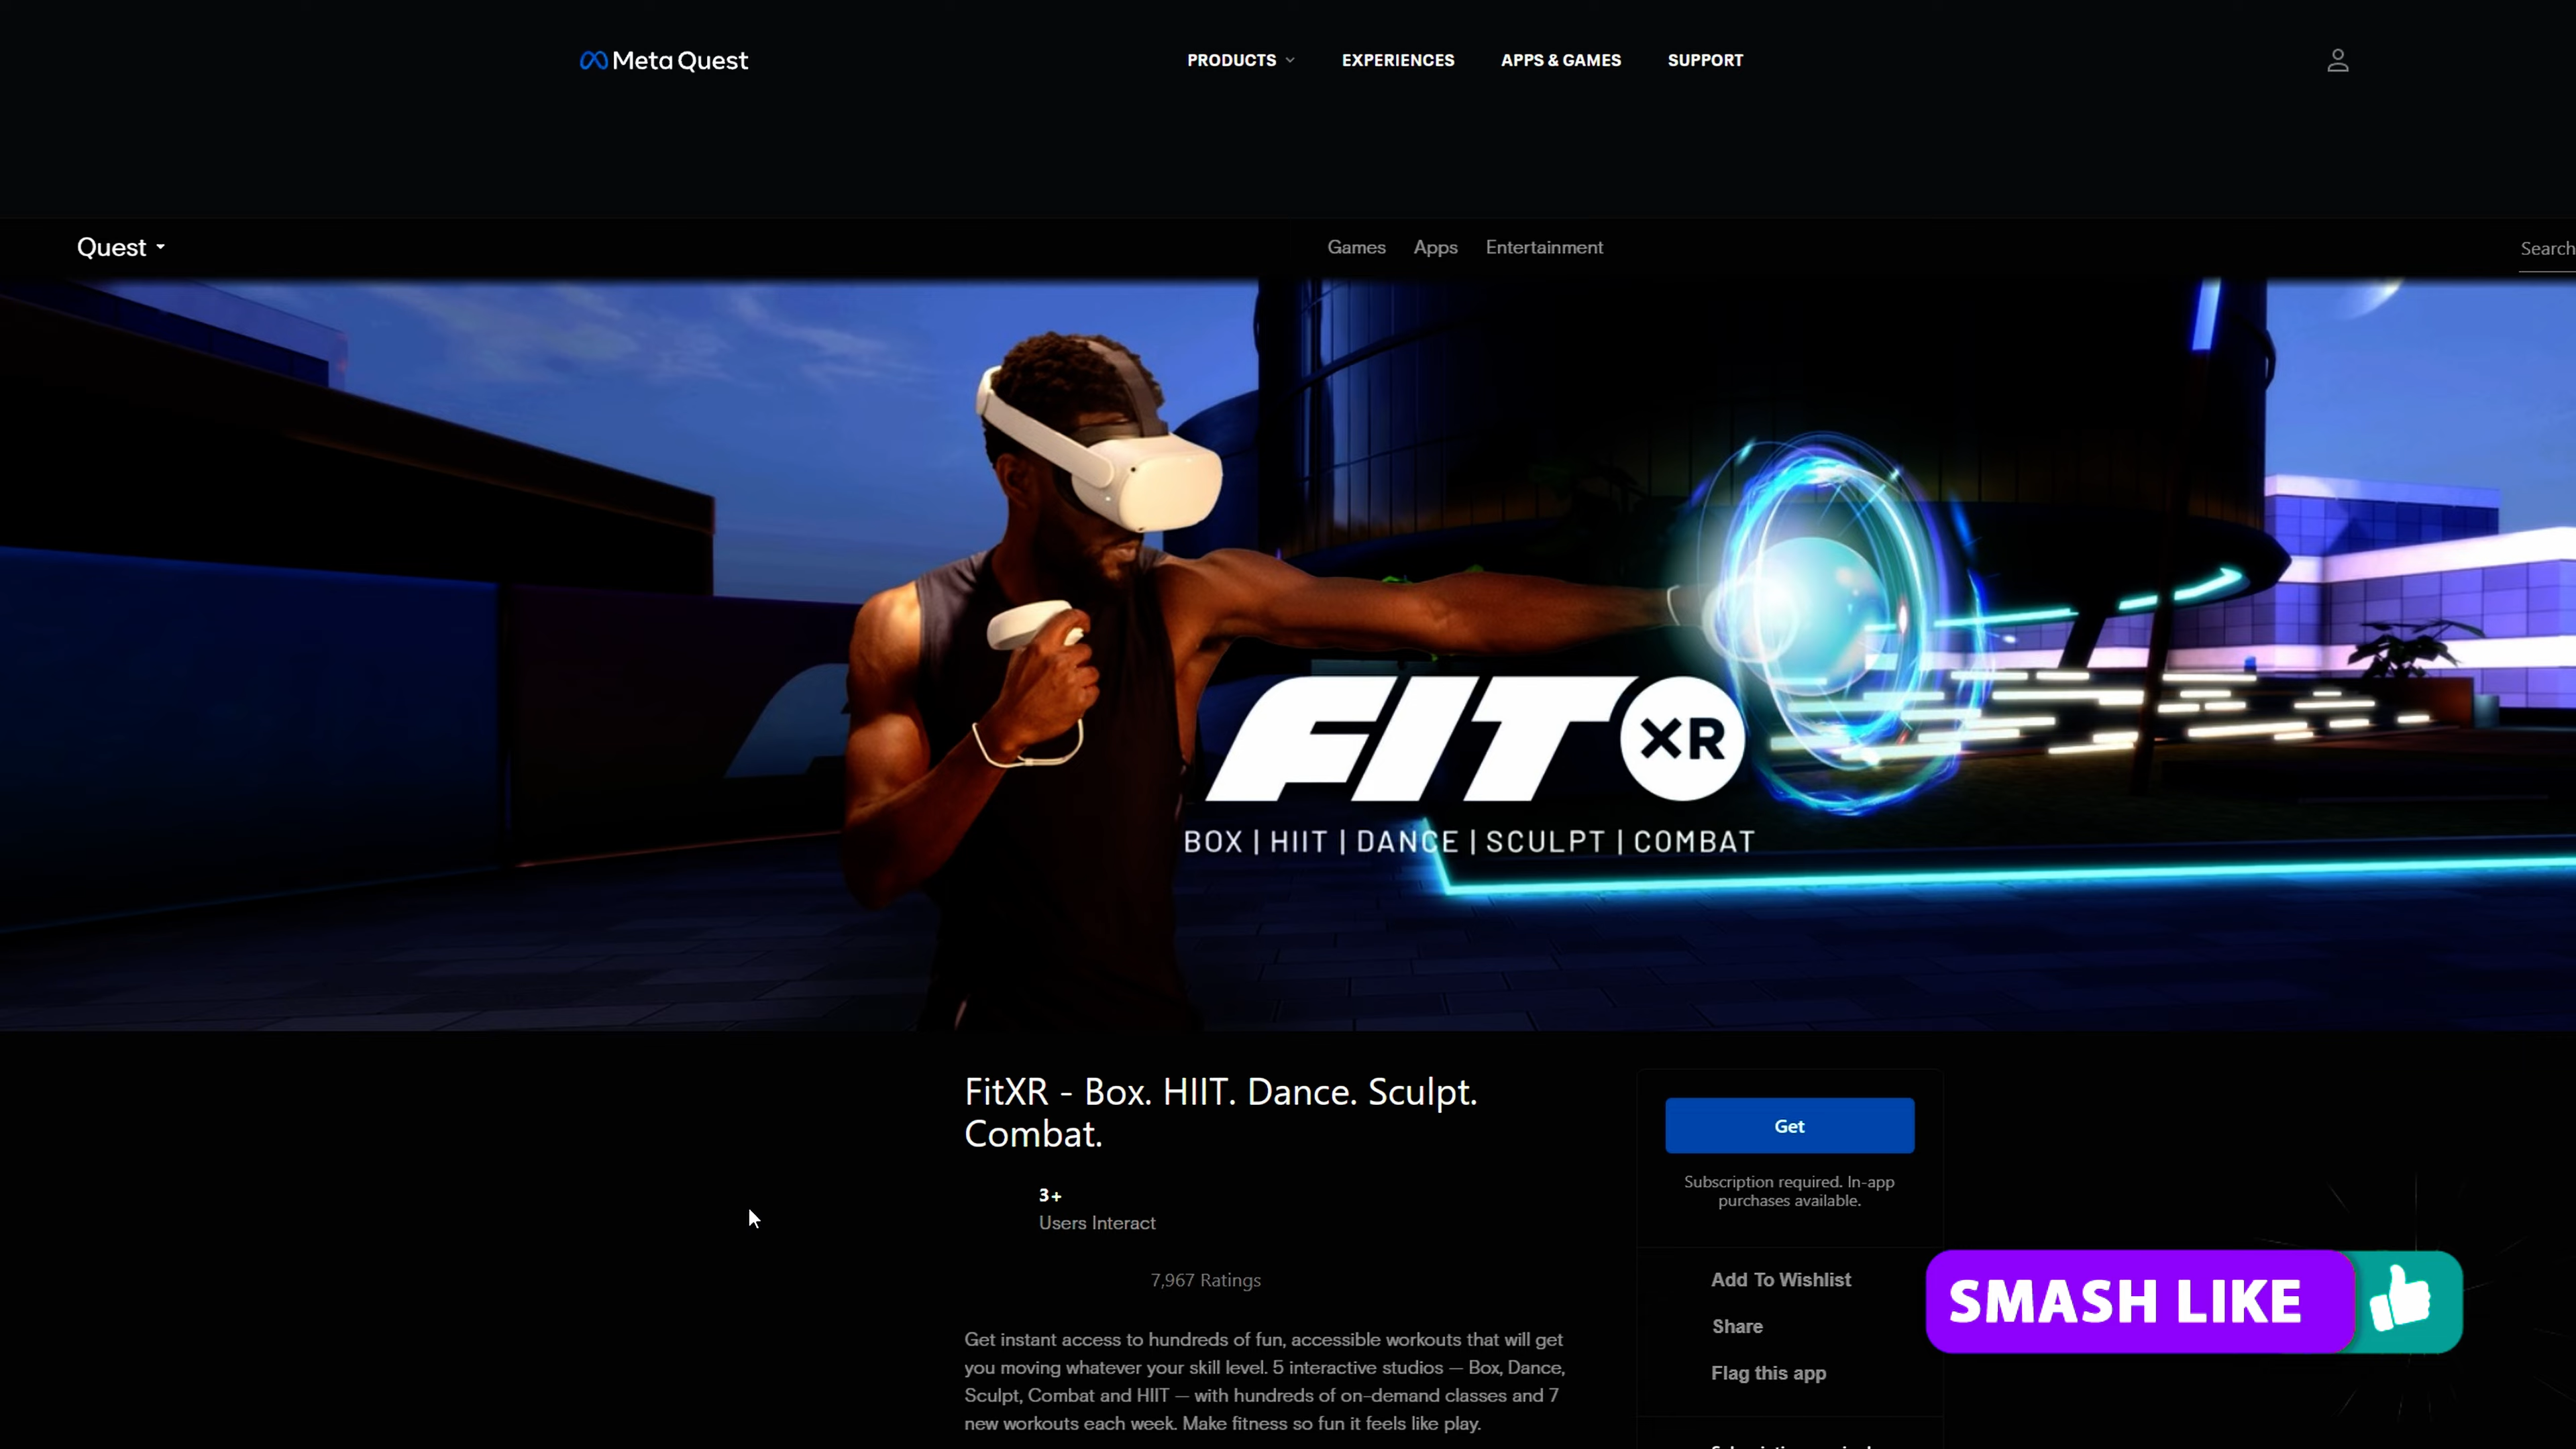 Meta Quest
PRODUCTS
EXPERIENCES
APPS & GAMES
SUPPORT
Quest
Games
Apps
Entertainment
Search
FIT XR
BOX | HIIT | DANCE | SCULPT | COMBAT
FitXR - Box. HIIT. Dance. Sculpt.
Combat.
3+
Users Interact
7,967 Ratings
Get instant access to hundreds of fun, accessible workouts that will get
you moving whatever your skill level. 5 interactive studios — Box, Dance,
Sculpt, Combat and HIIT — with hundreds of on-demand classes and 7
new workouts each week. Make fitness so fun it feels like play.
Get
Subscription required. In-app
purchases available.
Add To Wishlist
Share
Flag this app
SMASH LIKE